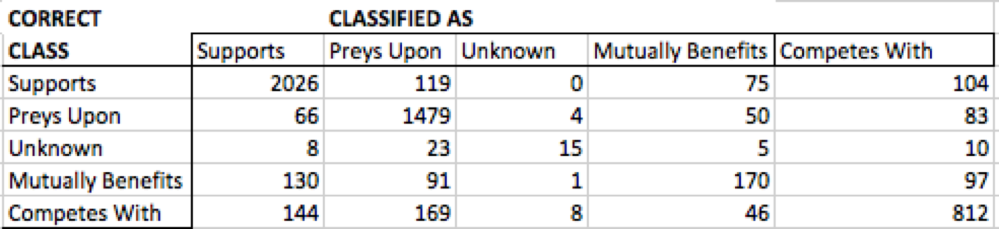 CORRECT CLASSIFIED AS
CLASS Supports Preys Upon Unknown Mutually Benefits Competes With
Supports 2026 119 0 75 104
Preys Upon 66 1479 4 50 83
Unknown 8 23 15 5 10
Mutually Benefits 130 91 1 170 97
Competes With 144 169 8 46 812